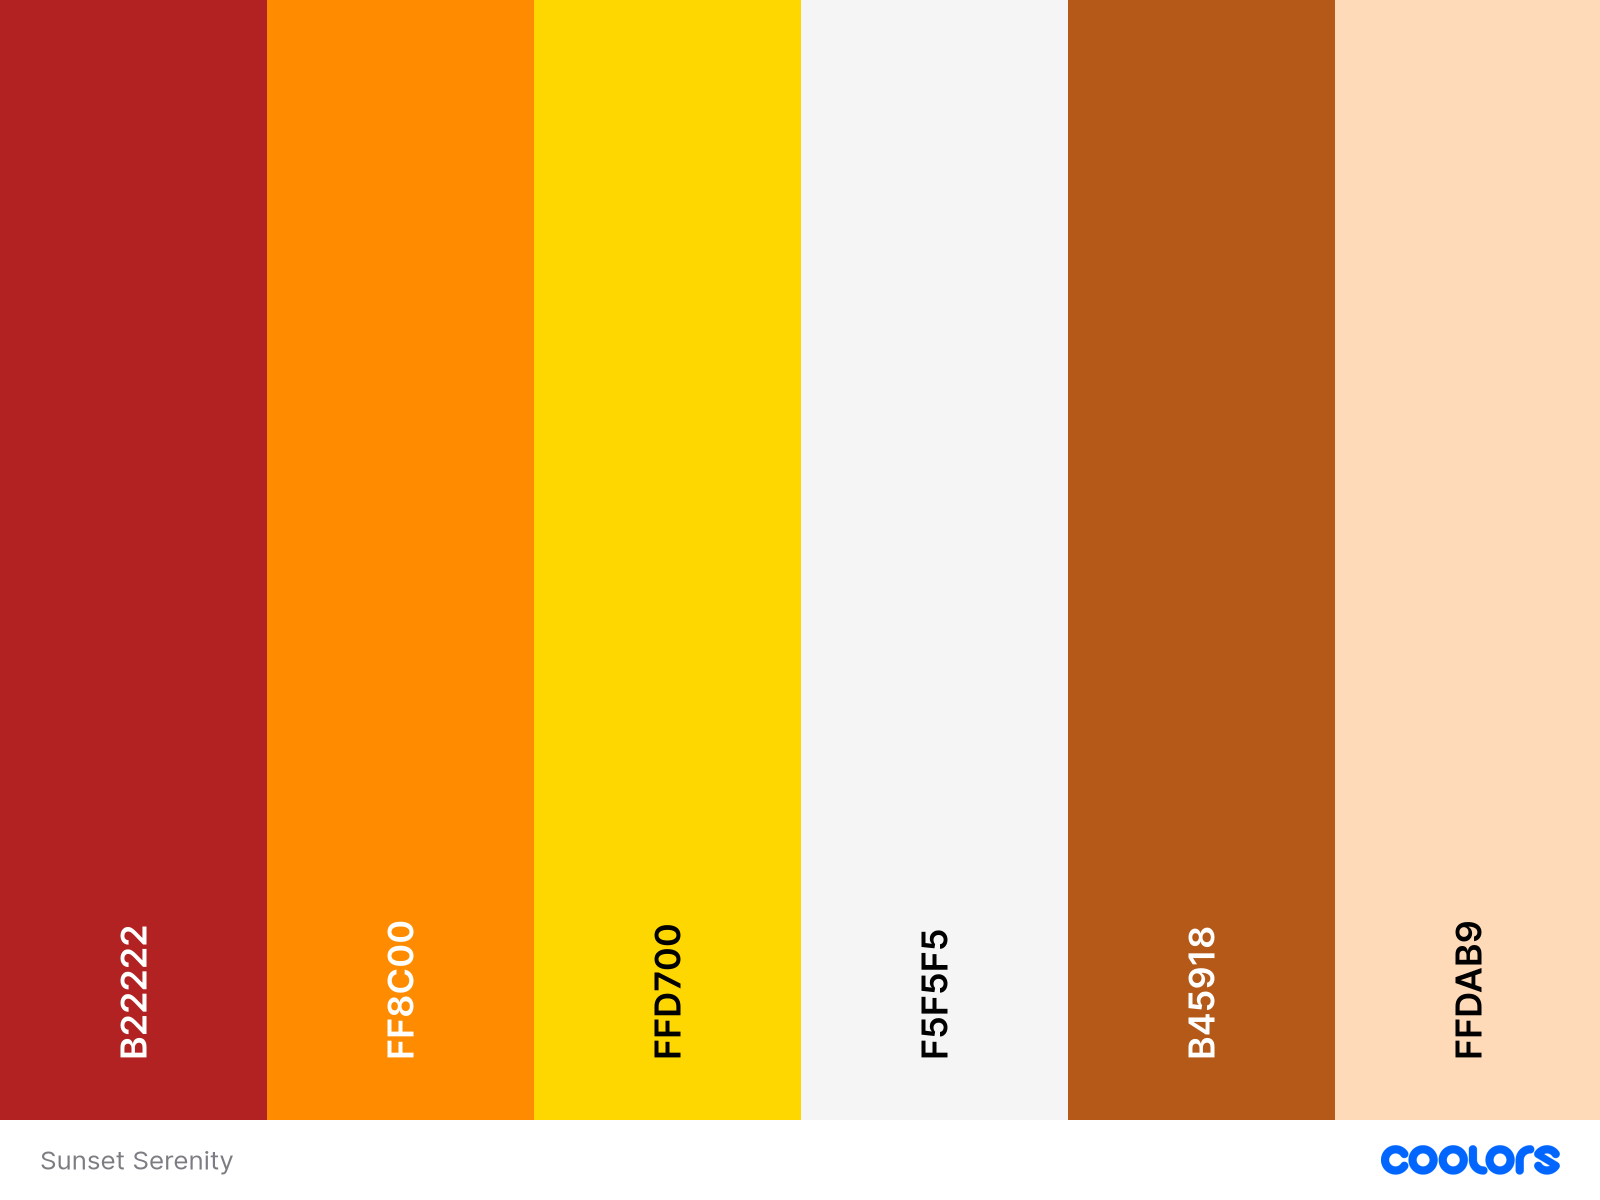 B22222
FF8C00
FFD700
F5F5F5
B45918
FFDAB9
Sunset Serenity
coolors